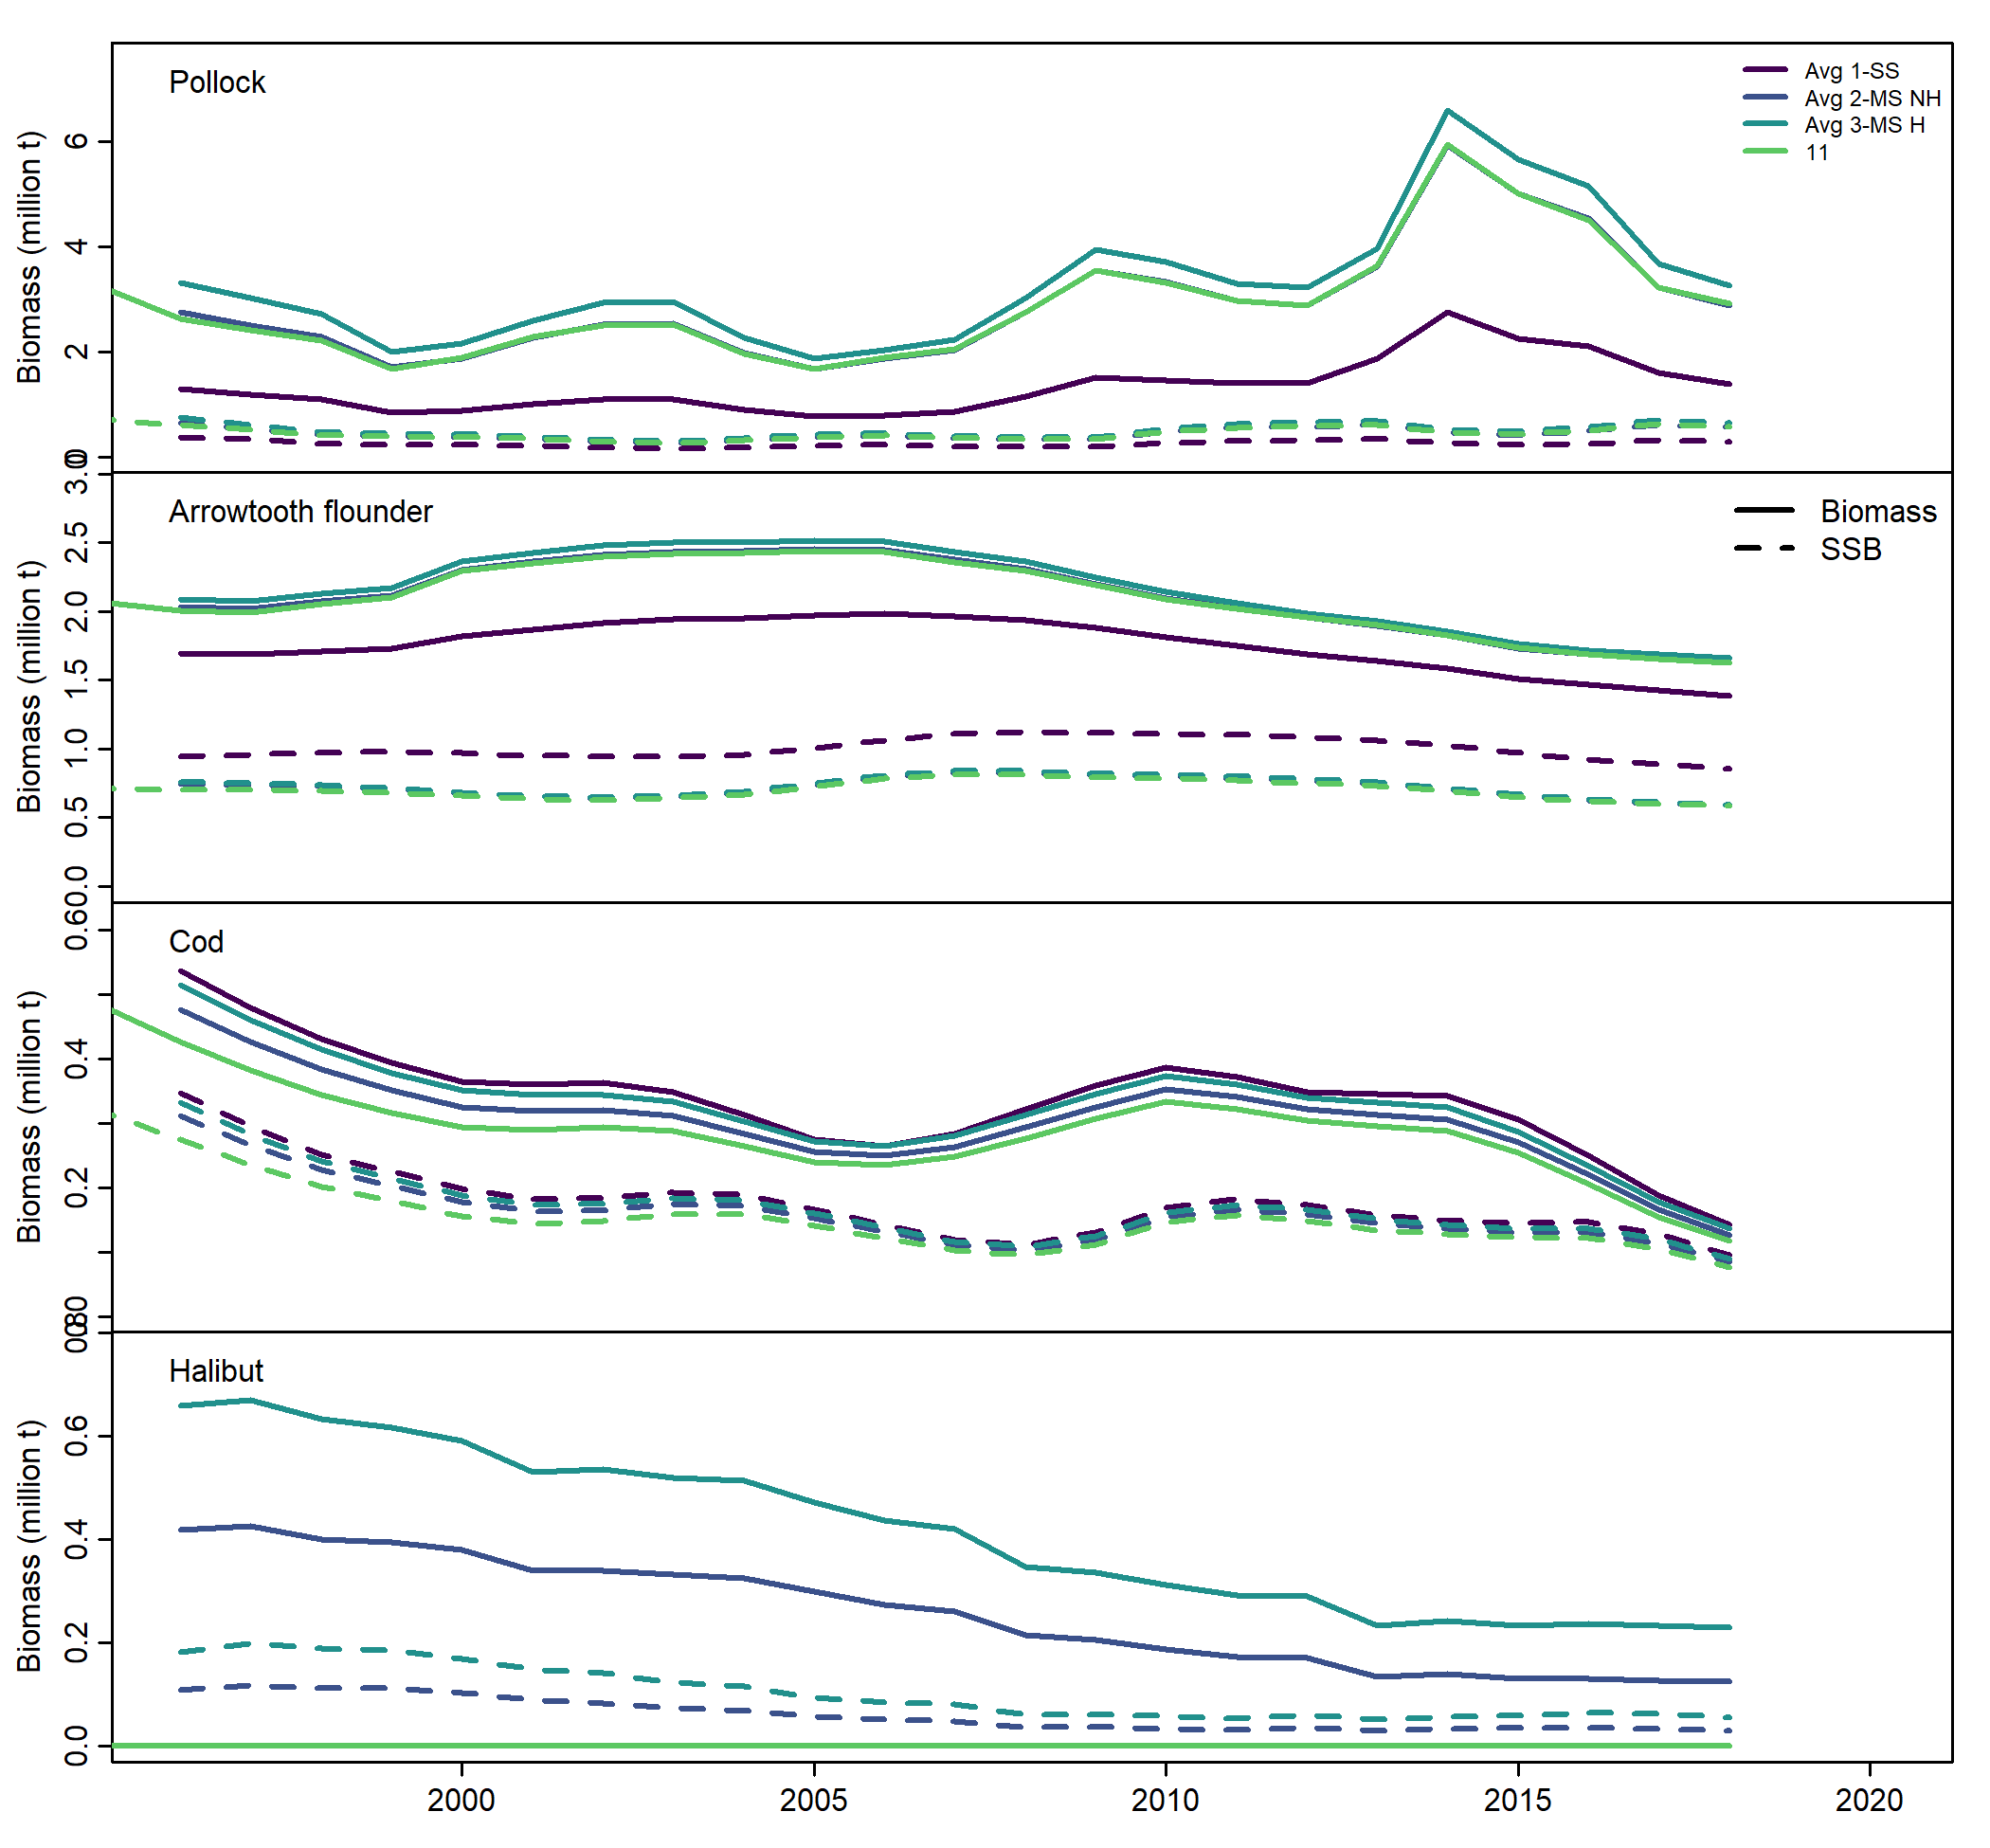 Pollock
Avg 1-SS
Avg 2-MS NH
Avg 3-MS H
11
Biomass (million t)
6
4
2
0
Arrowtooth flounder
Biomass
SSB
Biomass (million t)
3.0
2.5
2.0
1.5
1.0
0.5
0.0
Cod
Biomass (million t)
0.6
0.4
0.2
Halibut
Biomass (million t)
0.6
0.4
0.2
0.0
2000
2005
2010
2015
2020